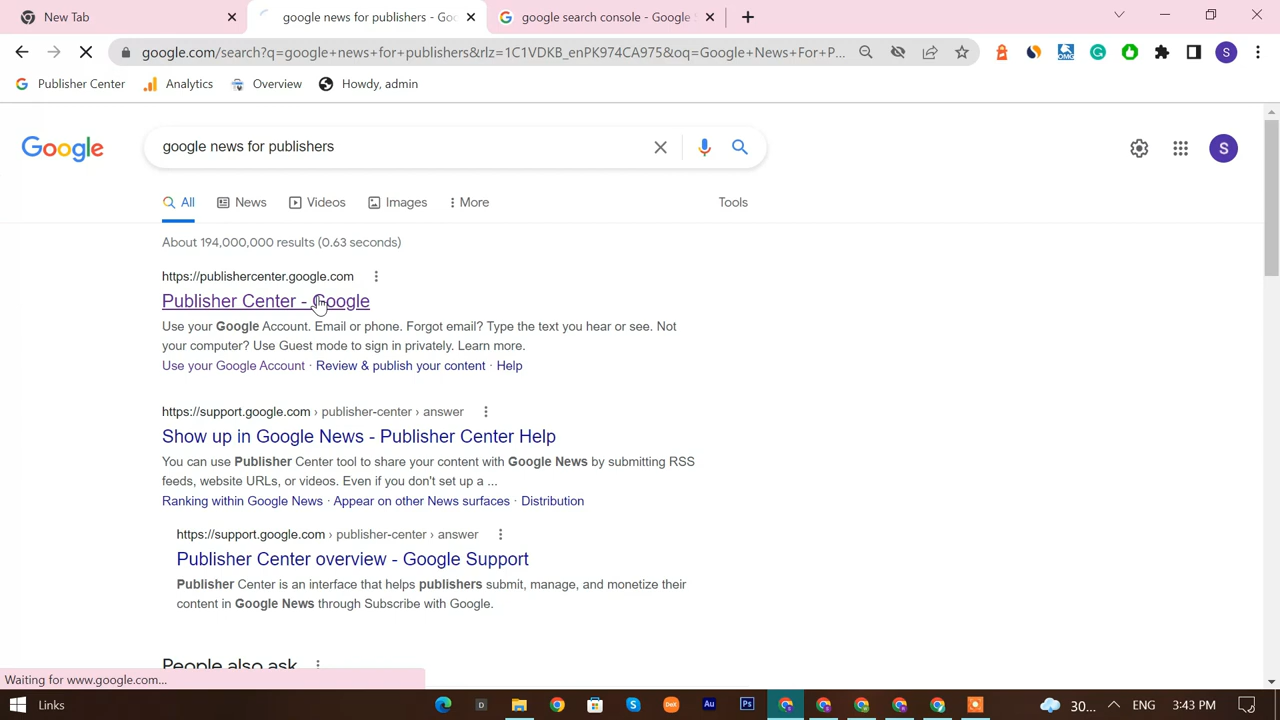 New Tab
google news for publishers - Goo
google search console - Google S
google.com/search?q=google+news+for+publishers&rlz=1C1VDKB_enPK974CA975&oq=Google+News+For+P...
Publisher Center
Analytics
Overview
Howdy, admin
Google
google news for publishers
S
All
News
Videos
Images
More
Tools
About 194,000,000 results (0.63 seconds)
https://publishercenter.google.com
Publisher Center - Google
Use your Google Account. Email or phone. Forgot email? Type the text you hear or see. Not
your computer? Use Guest mode to sign in privately. Learn more.
Use your Google Account · Review & publish your content · Help
https://support.google.com › publisher-center › answer
Show up in Google News - Publisher Center Help
You can use Publisher Center tool to share your content with Google News by submitting RSS
feeds, website URLs, or videos. Even if you don't set up a ...
Ranking within Google News · Appear on other News surfaces · Distribution
https://support.google.com › publisher-center › answer
Publisher Center overview - Google Support
Publisher Center is an interface that helps publishers submit, manage, and monetize their
content in Google News through Subscribe with Google.
People also ask
Waiting for www.google.com...
Links
30...
3:43 PM